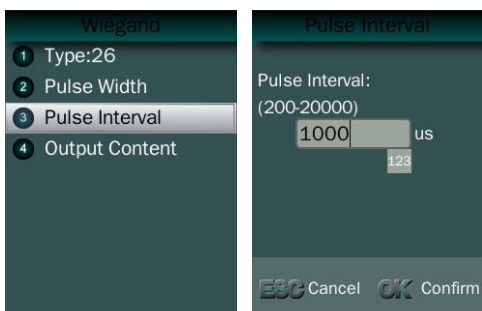 Wiegand
1 Type:26
2 Pulse Width
3 Pulse Interval
4 Output Content
Pulse Interval
Pulse Interval:
(200-20000)
1000 us
123
ESC Cancel OK Confirm